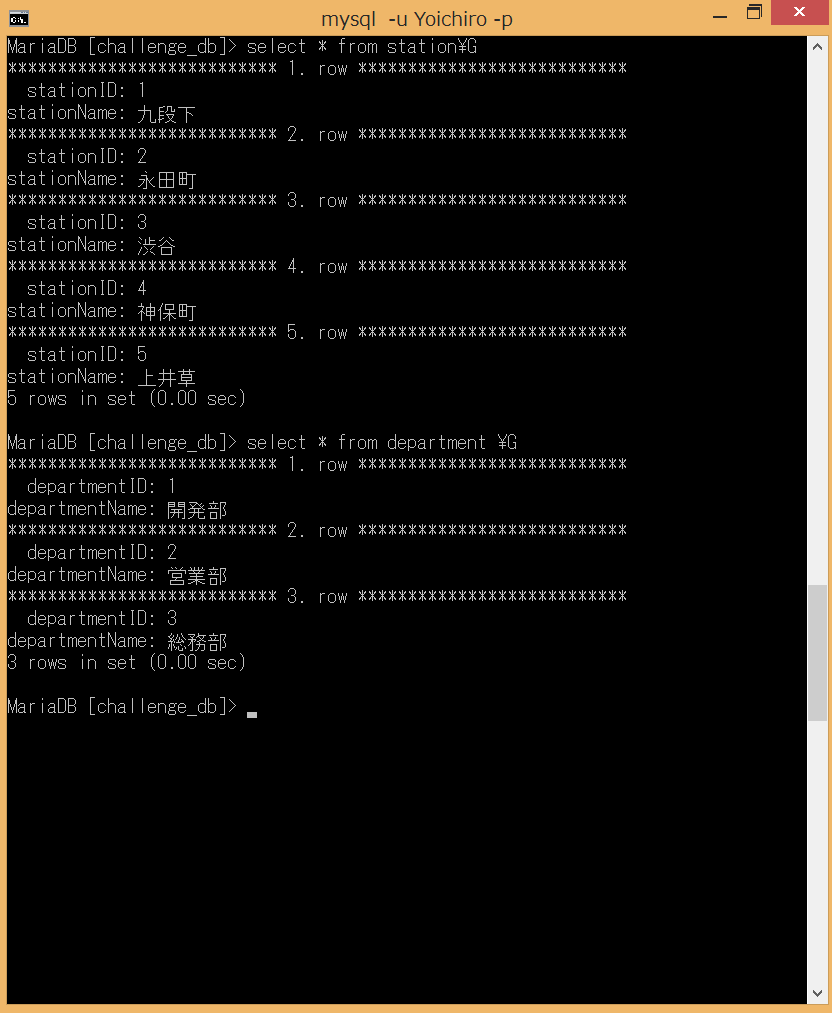 mysql -u Yoichiro -p
MariaDB [challenge_db]> select * from station¥G
*************************** 1. row ***************************
stationID: 1
stationName: 九段下
*************************** 2. row ***************************
stationID: 2
stationName: 永田町
*************************** 3. row ***************************
stationID: 3
stationName: 渋谷
*************************** 4. row ***************************
stationID: 4
stationName: 神保町
*************************** 5. row ***************************
stationID: 5
stationName: 上井草
5 rows in set (0.00 sec)
MariaDB [challenge_db]> select * from department ¥G
*************************** 1. row ***************************
departmentID: 1
departmentName: 開発部
*************************** 2. row ***************************
departmentID: 2
departmentName: 営業部
*************************** 3. row ***************************
departmentID: 3
departmentName: 総務部
3 rows in set (0.00 sec)
MariaDB [challenge_db]>